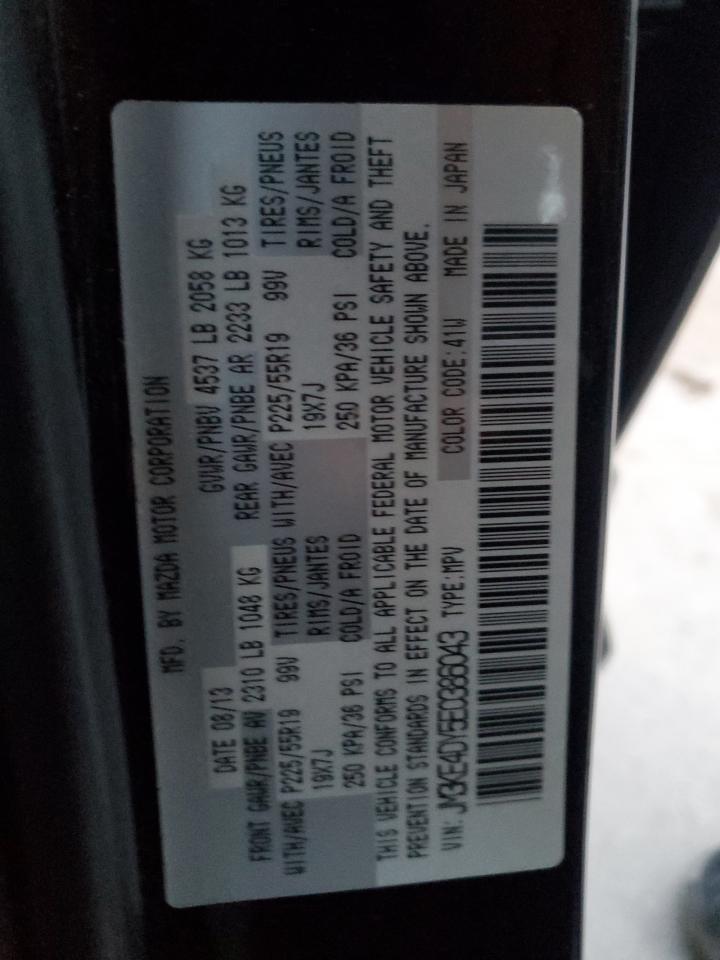 MFD. BY MAZDA MOTOR CORPORATION
DATE 08/13 GVWR/PNBV 4537 LB 2058 KG
FRONT GAWR/PNBE AV 2310 LB 1048 KG REAR GAWR/PNBE AR 2233 LB 1013 KG
WITH/AVEC P225/55R19 99V TIRES/PNEUS WITH/AVEC P225/55R19 99V TIRES/PNEUS
19X7J RIMS/JANTES 19X7J RIMS/JANTES
250 KPA/36 PSI COLD/A FROID 250 KPA/36 PSI COLD/A FROID
THIS VEHICLE CONFORMS TO ALL APPLICABLE FEDERAL MOTOR VEHICLE SAFETY AND THEFT
PREVENTION STANDARDS IN EFFECT ON THE DATE OF MANUFACTURE SHOWN ABOVE.
VIN: JM3KE4DY5E0386043 TYPE:MPV COLOR CODE:41W MADE IN JAPAN